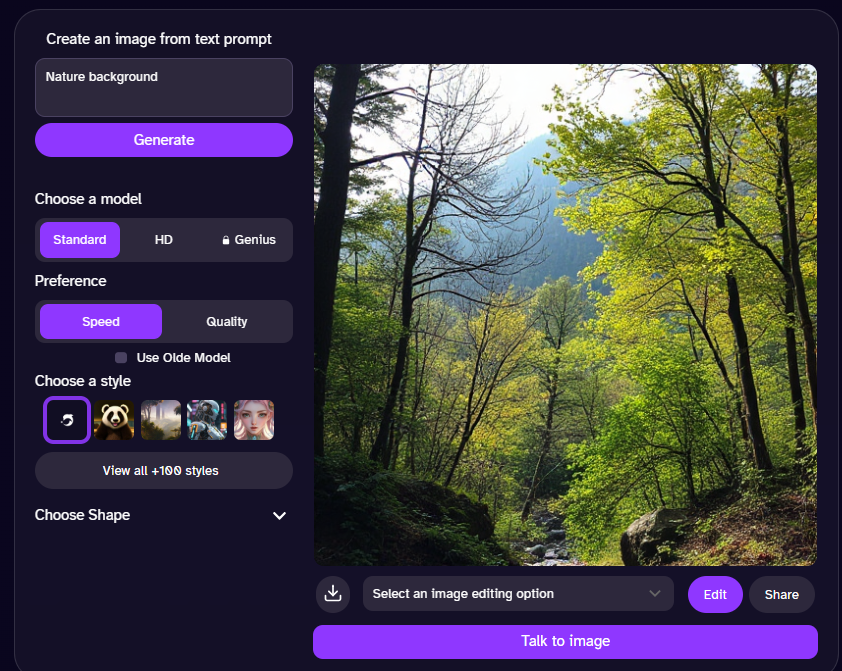 Create an image from text prompt
Nature background
Generate
Choose a model
Standard
HD
Genius
Preference
Speed
Quality
Use Olde Model
Choose a style
View all +100 styles
Choose Shape
Select an image editing option
Edit
Share
Talk to image